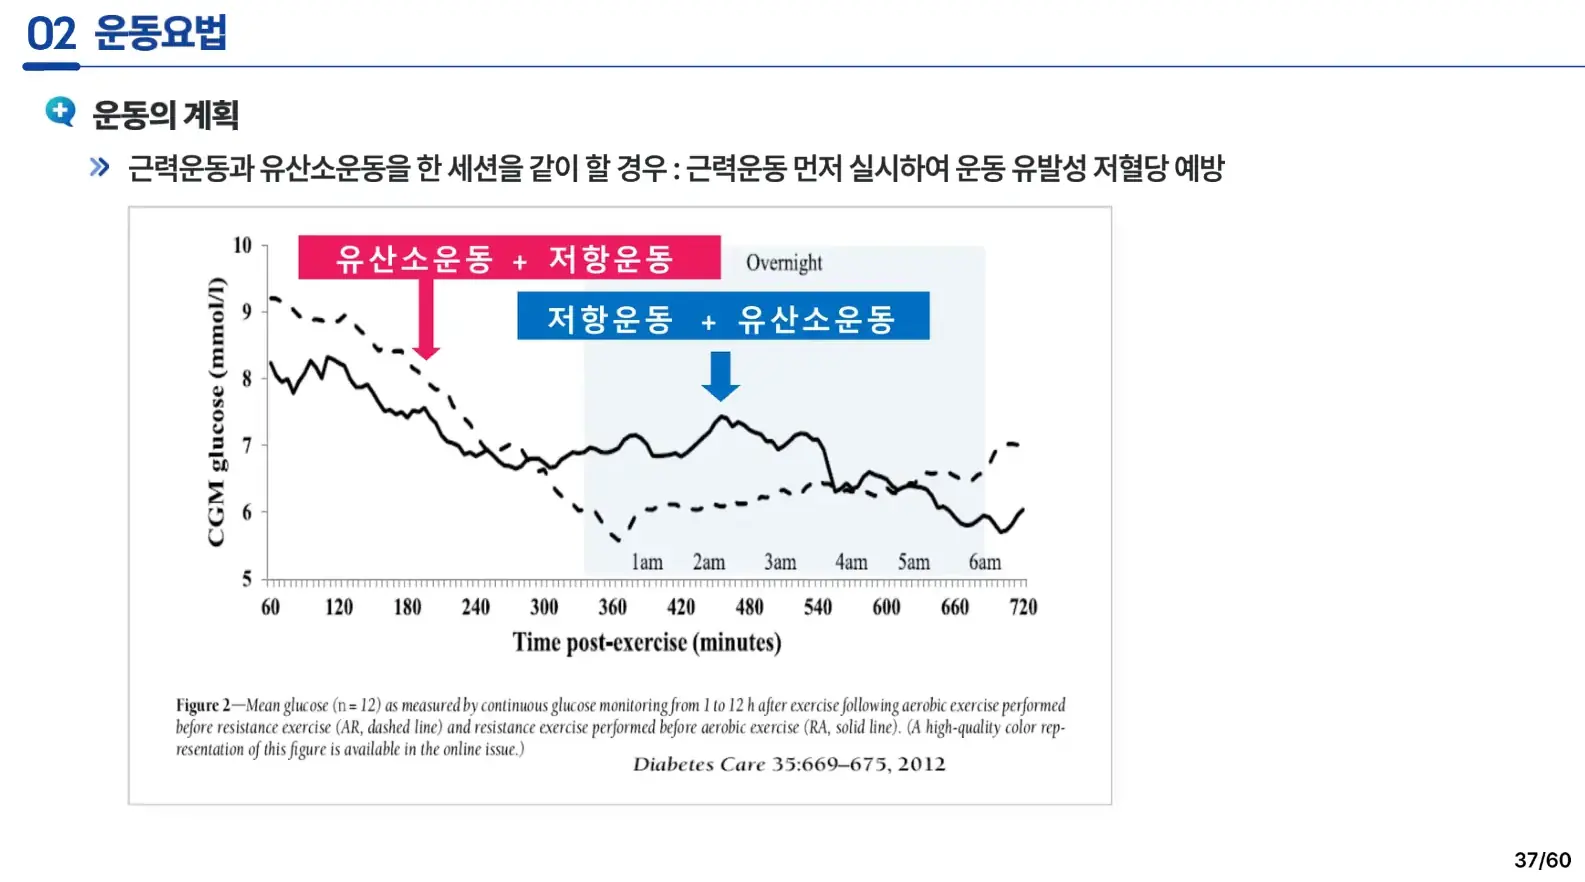 02 운동요법
운동의 계획
근력운동과 유산소운동을 한 세션을 같이 할 경우 : 근력운동 먼저 실시하여 운동 유발성 저혈당 예방
유산소운동 + 저항운동
Overnight
저항운동 + 유산소운동
CGM glucose (mmol/l)
10
9
8
7
6
5
1am 2am 3am 4am 5am 6am
60 120 180 240 300 360 420 480 540 600 660 720
Time post-exercise (minutes)
Figure 2—Mean glucose (n = 12) as measured by continuous glucose monitoring from 1 to 12 h after exercise following aerobic exercise performed
before resistance exercise (AR, dashed line) and resistance exercise performed before aerobic exercise (RA, solid line). (A high-quality color rep-
resentation of this figure is available in the online issue.)
Diabetes Care 35:669–675, 2012
37/60